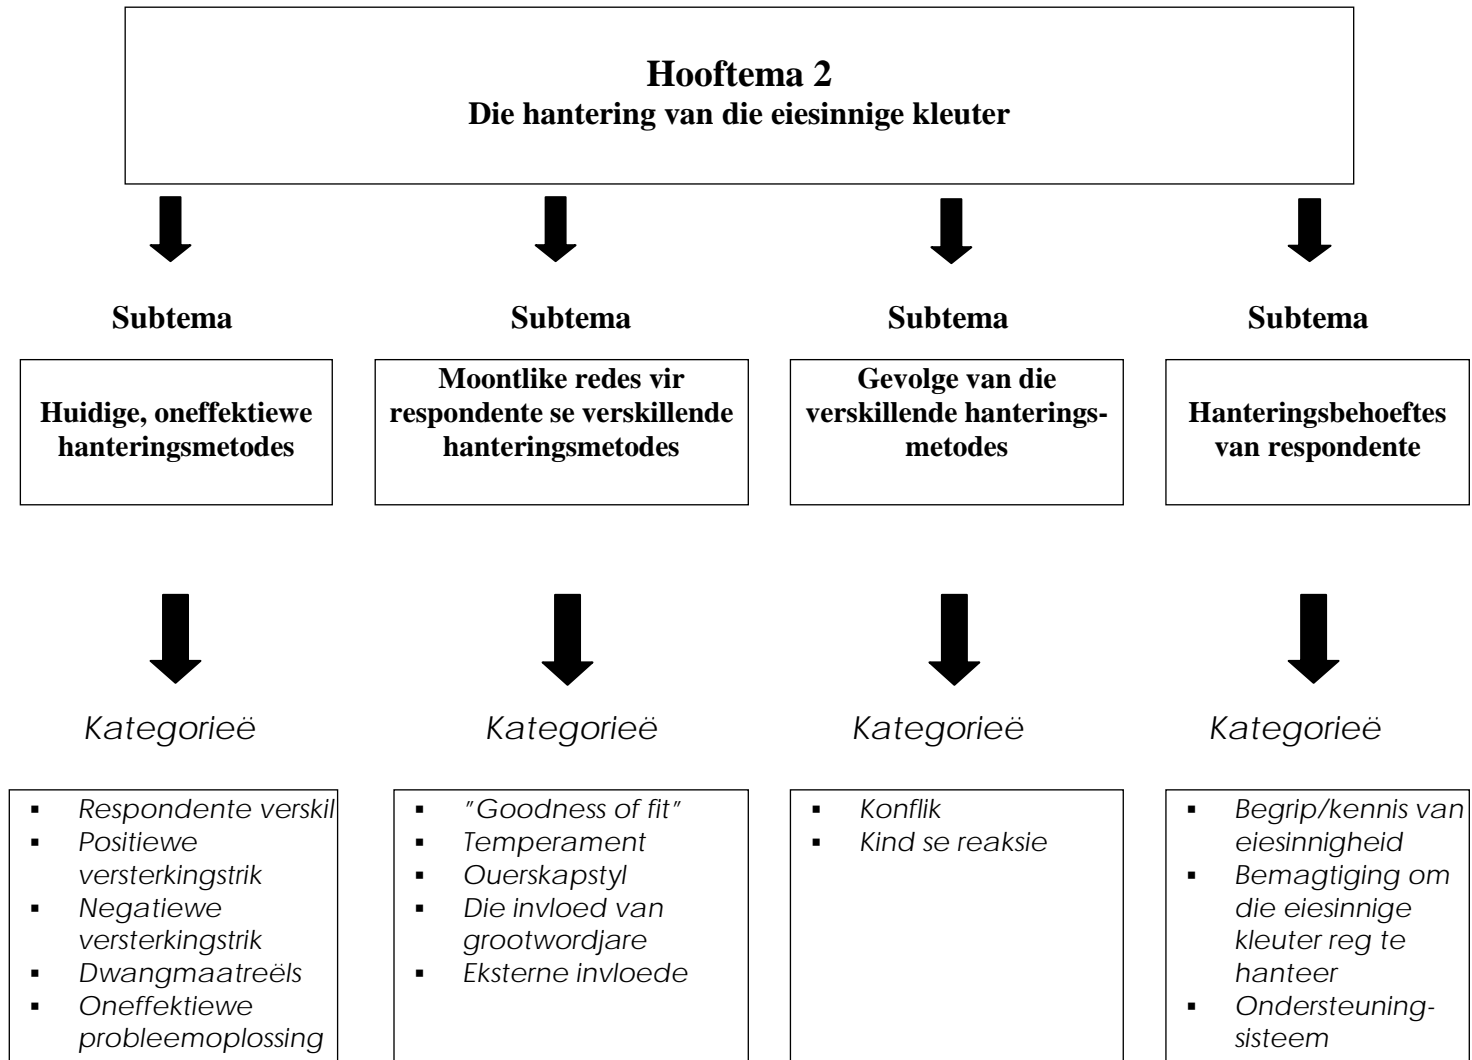 Hooftema 2
Die hantering van die eiesinnige kleuter
Subtema
Huidige, oneffektiewe
hanteringsmetodes
Kategorieë
▪ Respondente verskil
▪ Positiewe
versterkingstrik
▪ Negatiewe
versterkingstrik
▪ Dwangmaatreëls
▪ Oneffektiewe
probleemoplossing
Subtema
Moontlike redes vir
respondente se verskillende
hanteringsmetodes
Kategorieë
▪ "Goodness of fit"
▪ Temperament
▪ Ouerskapstyl
▪ Die invloed van
grootwordjare
▪ Eksterne invloede
Subtema
Gevolge van die
verskillende hanterings-
metodes
Kategorieë
▪ Konflik
▪ Kind se reaksie
Subtema
Hanteringsbehoeftes
van respondente
Kategorieë
▪ Begrip/kennis van
eiesinnigheid
▪ Bemagtiging om
die eiesinnige
kleuter reg te
hanteer
▪ Ondersteuning-
sisteem